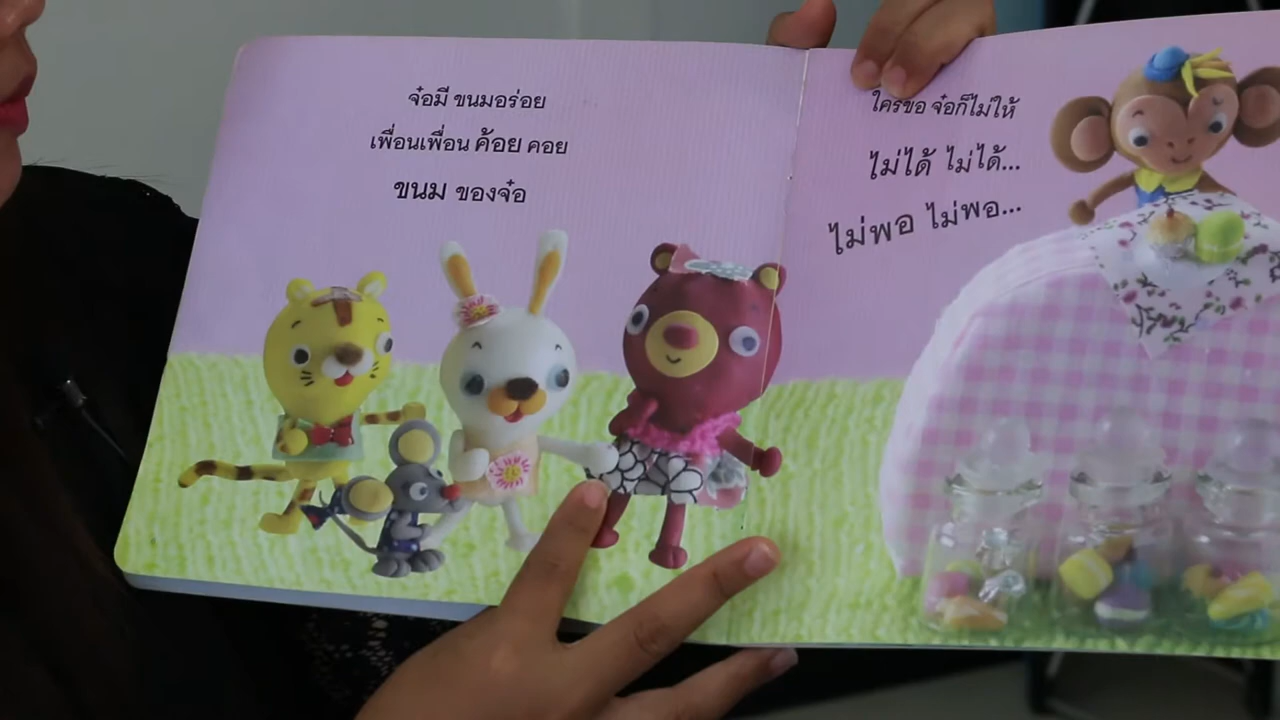 จ๋อมี ขนมอร่อย
เพื่อนเพื่อน ค้อย คอย
ขนม ของจ๋อ
ใครขอ จ๋อก็ไม่ให้
ไม่ได้ ไม่ได้...
ไม่พอ ไม่พอ...